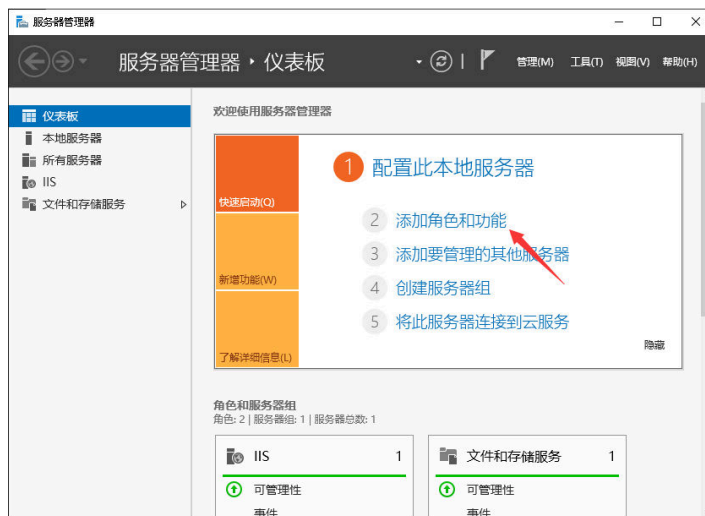 服务器管理器
服务器管理器 · 仪表板
管理(M) 工具(T) 视图(V) 帮助(H)
仪表板
本地服务器
所有服务器
IIS
文件和存储服务
欢迎使用服务器管理器
快速启动(Q)
新增功能(W)
了解详细信息(L)
1 配置此本地服务器
2 添加角色和功能
3 添加要管理的其他服务器
4 创建服务器组
5 将此服务器连接到云服务
隐藏
角色和服务器组
角色: 2 | 服务器组: 1 | 服务器总数: 1
IIS 1
可管理性
事件
文件和存储服务 1
可管理性
事件